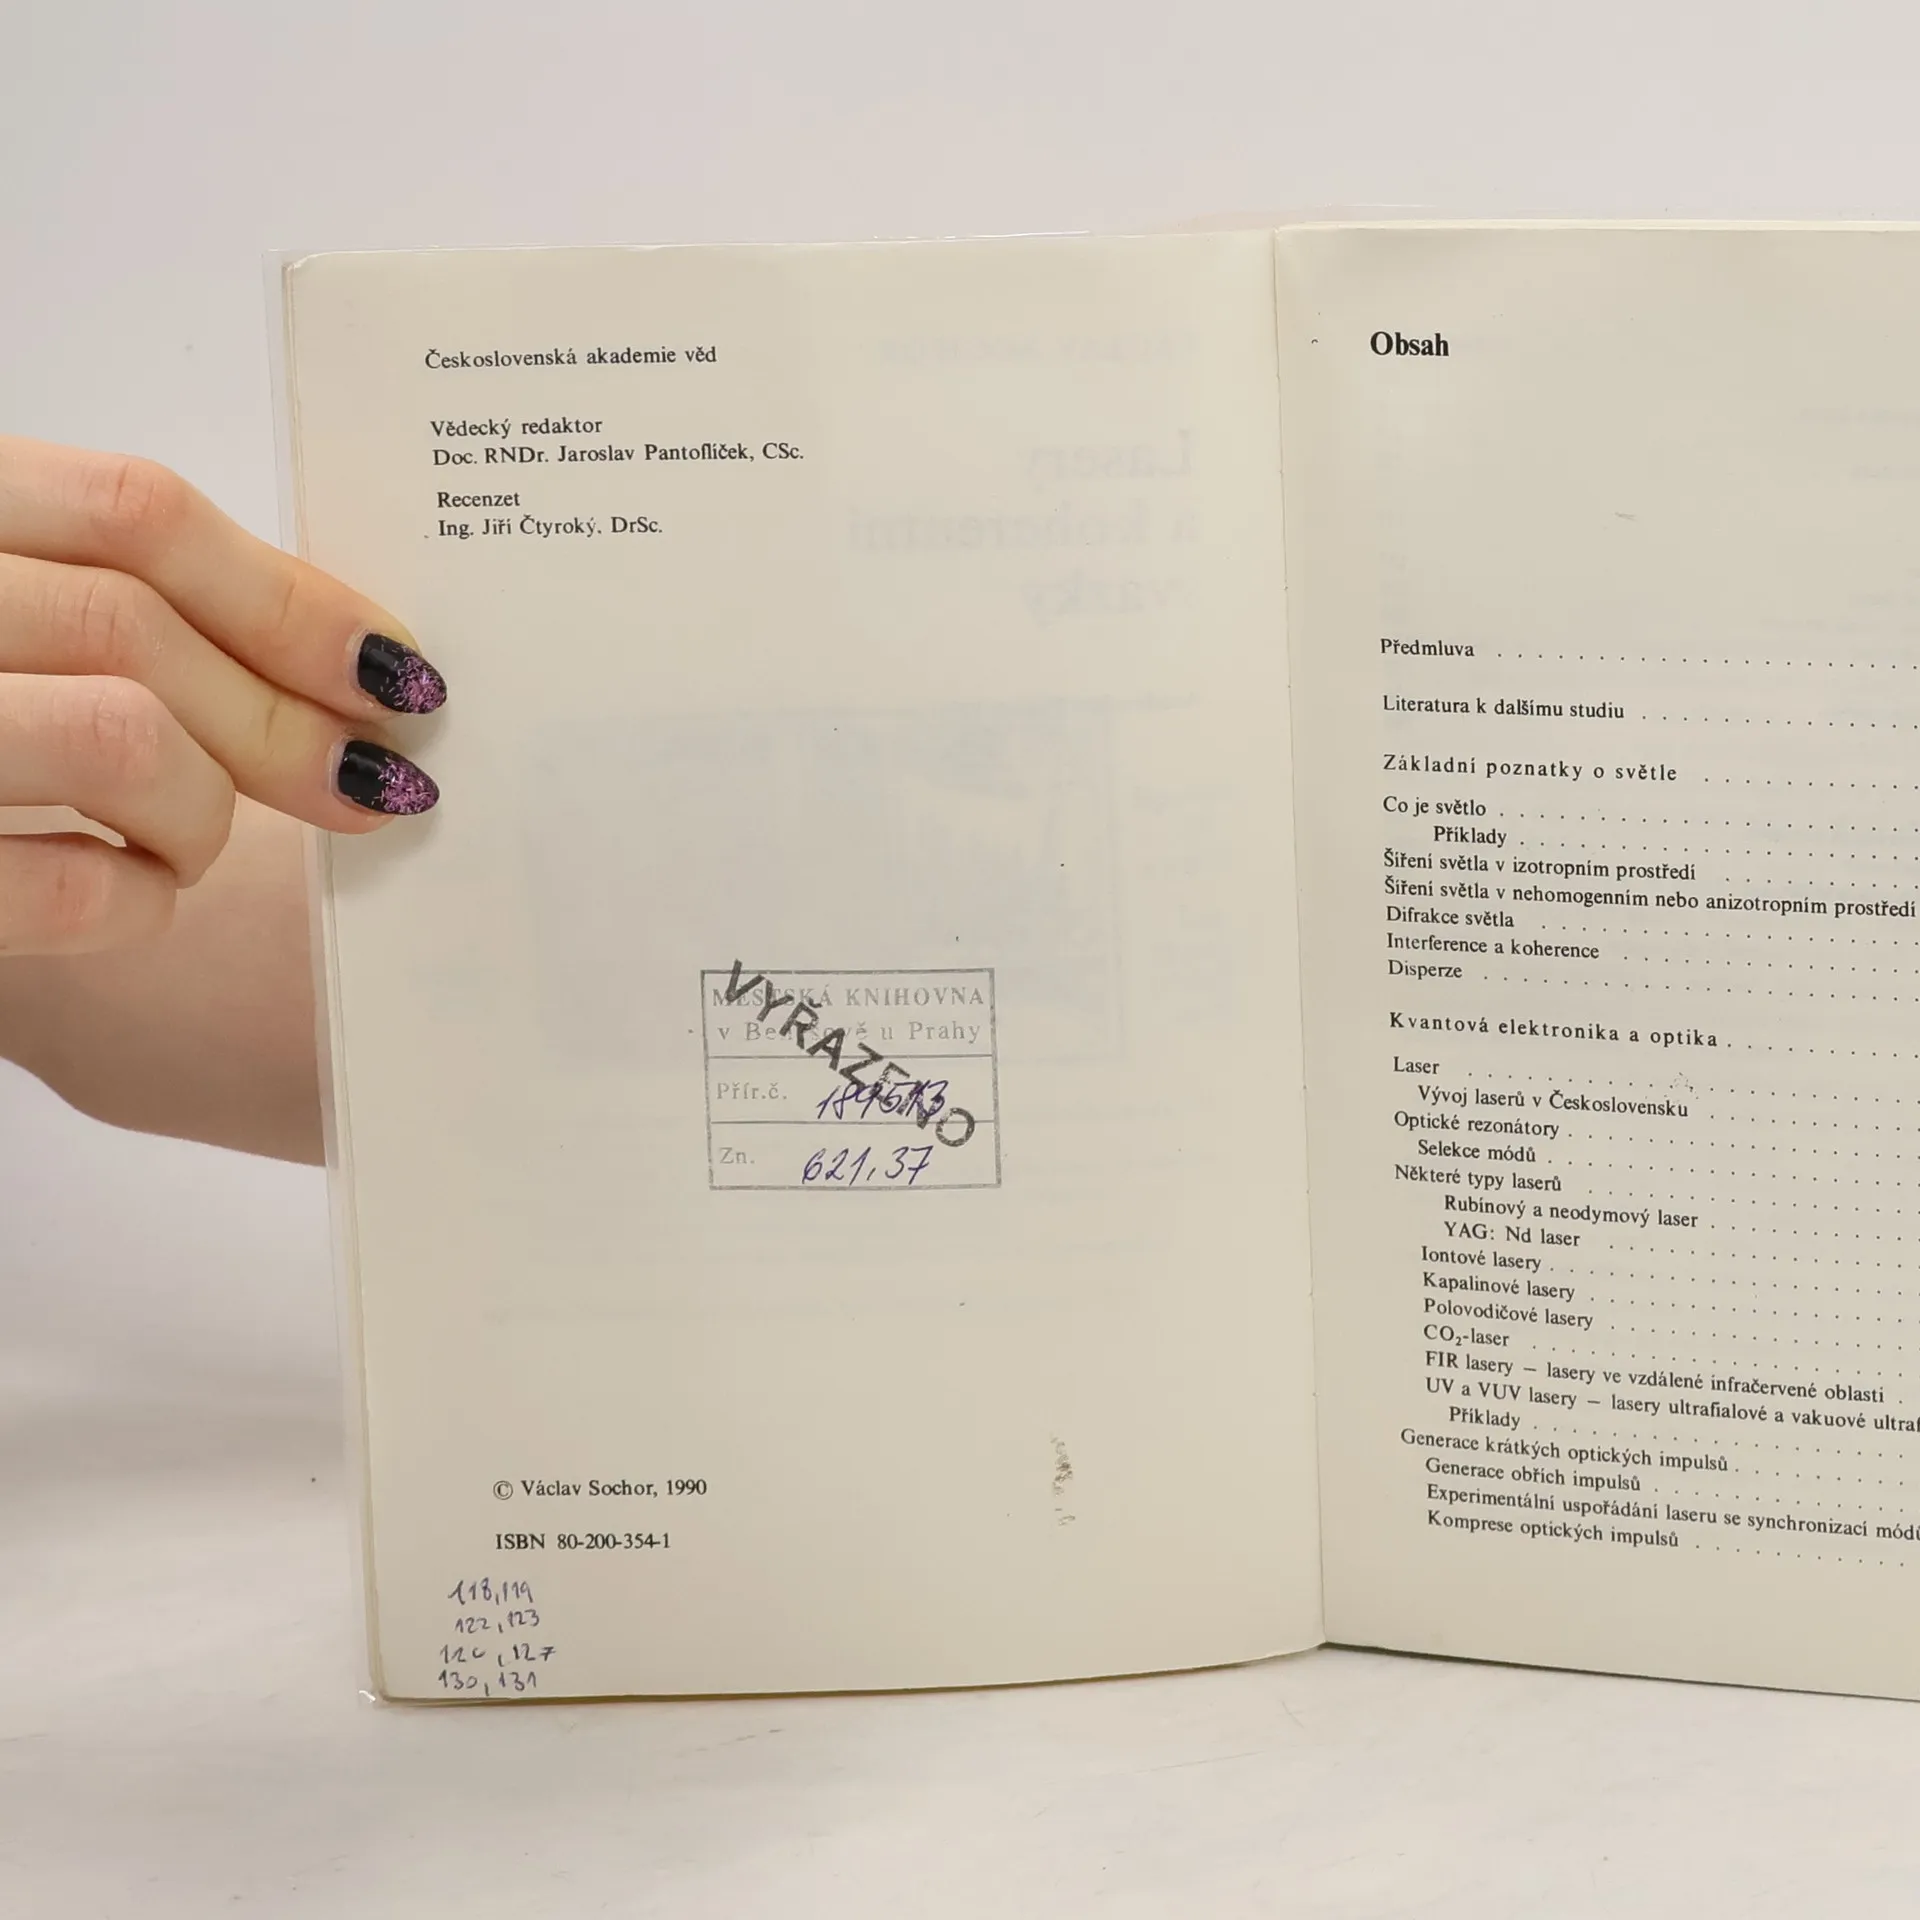 Československá akademie věd
Vědecký redaktor
Doc. RNDr. Jaroslav Pantoflíček, CSc.
Recenzet
Ing. Jiří Čtyroký, DrSc.
MĚSTSKÁ KNIHOVNA
v Benešově u Prahy
VYŘAZENO
Přír.č. 189513
Zn. 621,37
© Václav Sochor, 1990
ISBN 80-200-354-1
118,119
122,123
127
130,131
Obsah
Předmluva
Literatura k dalšímu studiu
Základní poznatky o světle
Co je světlo
Příklady
Šíření světla v izotropním prostředí
Šíření světla v nehomogenním nebo anizotropním prostředí
Difrakce světla
Interference a koherence
Disperze
Kvantová elektronika a optika
Laser
Vývoj laserů v Československu
Optické rezonátory
Selekce módů
Některé typy laserů
Rubínový a neodymový laser
YAG: Nd laser
Iontové lasery
Kapalinové lasery
Polovodičové lasery
CO₂-laser
FIR lasery – lasery ve vzdálené infračervené oblasti
UV a VUV lasery – lasery ultrafialové a vakuové ultraf
Příklady
Generace krátkých optických impulsů
Generace obřích impulsů
Experimentální uspořádání laseru se synchronizací módů
Komprese optických impulsů